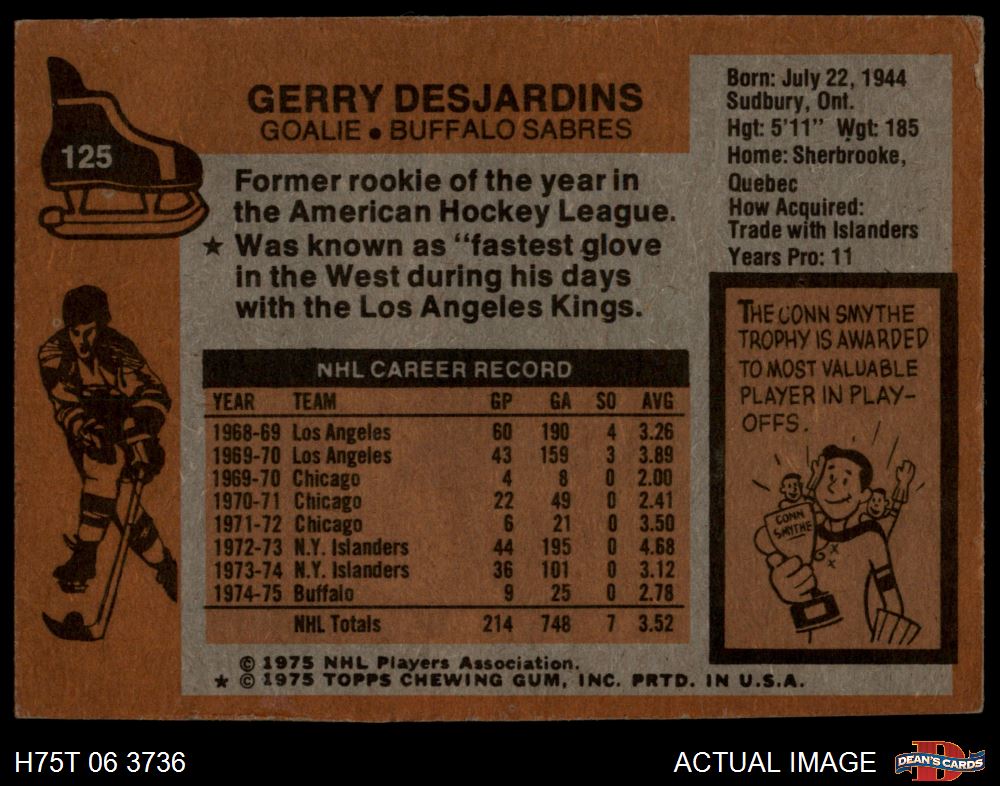 125
GERRY DESJARDINS
GOALIE ● BUFFALO SABRES
Former rookie of the year in
the American Hockey League.
★ Was known as “fastest glove
in the West during his days
with the Los Angeles Kings.
Born: July 22, 1944
Sudbury, Ont.
Hgt: 5'11” Wgt: 185
Home: Sherbrooke,
Quebec
How Acquired:
Trade with Islanders
Years Pro: 11
NHL CAREER RECORD
YEAR TEAM GP GA SO AVG
1968-69 Los Angeles 60 190 4 3.26
1969-70 Los Angeles 43 159 3 3.89
1969-70 Chicago 4 8 0 2.00
1970-71 Chicago 22 49 0 2.41
1971-72 Chicago 6 21 0 3.50
1972-73 N.Y. Islanders 44 195 0 4.68
1973-74 N.Y. Islanders 36 101 0 3.12
1974-75 Buffalo 9 25 0 2.78
NHL Totals 214 748 7 3.52
THE CONN SMYTHE
TROPHY IS AWARDED
TO MOST VALUABLE
PLAYER IN PLAY-
OFFS.
CONN
SMYTHE
© 1975 NHL Players Association.
★ © 1975 TOPPS CHEWING GUM, INC. PRTD. IN U.S.A.
H75T 06 3736
ACTUAL IMAGE
D
DEAN'S CARDS